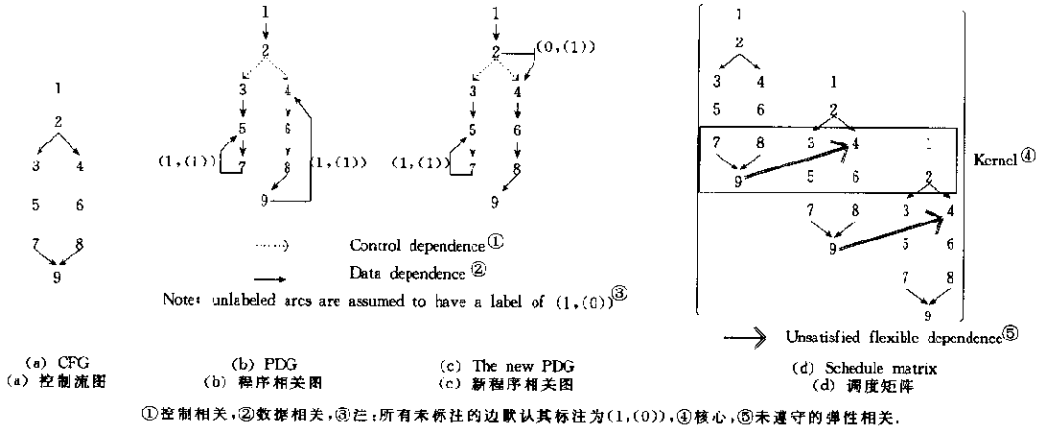 1
2
3 4
5 6
7 8
9
(a) CFG
(a) 控制流图
1
2
3 4
5 6
(1,(1)) 7 8 (1,(1))
9
(b) PDG
(b) 程序相关图
1
2 (0,(1))
3 4
5 6
(1,(1)) 7 8
9
(c) The new PDG
(c) 新程序相关图
Control dependence①
Data dependence②
Note: unlabeled arcs are assumed to have a label of (1,(0))③
1
2
3 4 1
5 6 2
7 8 3 4 1
9 5 6 2
7 8 3 4
9 5 6
7 8
9
Kernel④
Unsatisfied flexible dependence⑤
(d) Schedule matrix
(d) 调度矩阵
①控制相关,②数据相关,③注:所有未标注的边默认其标注为(1,(0)),④核心,⑤未遵守的弹性相关.